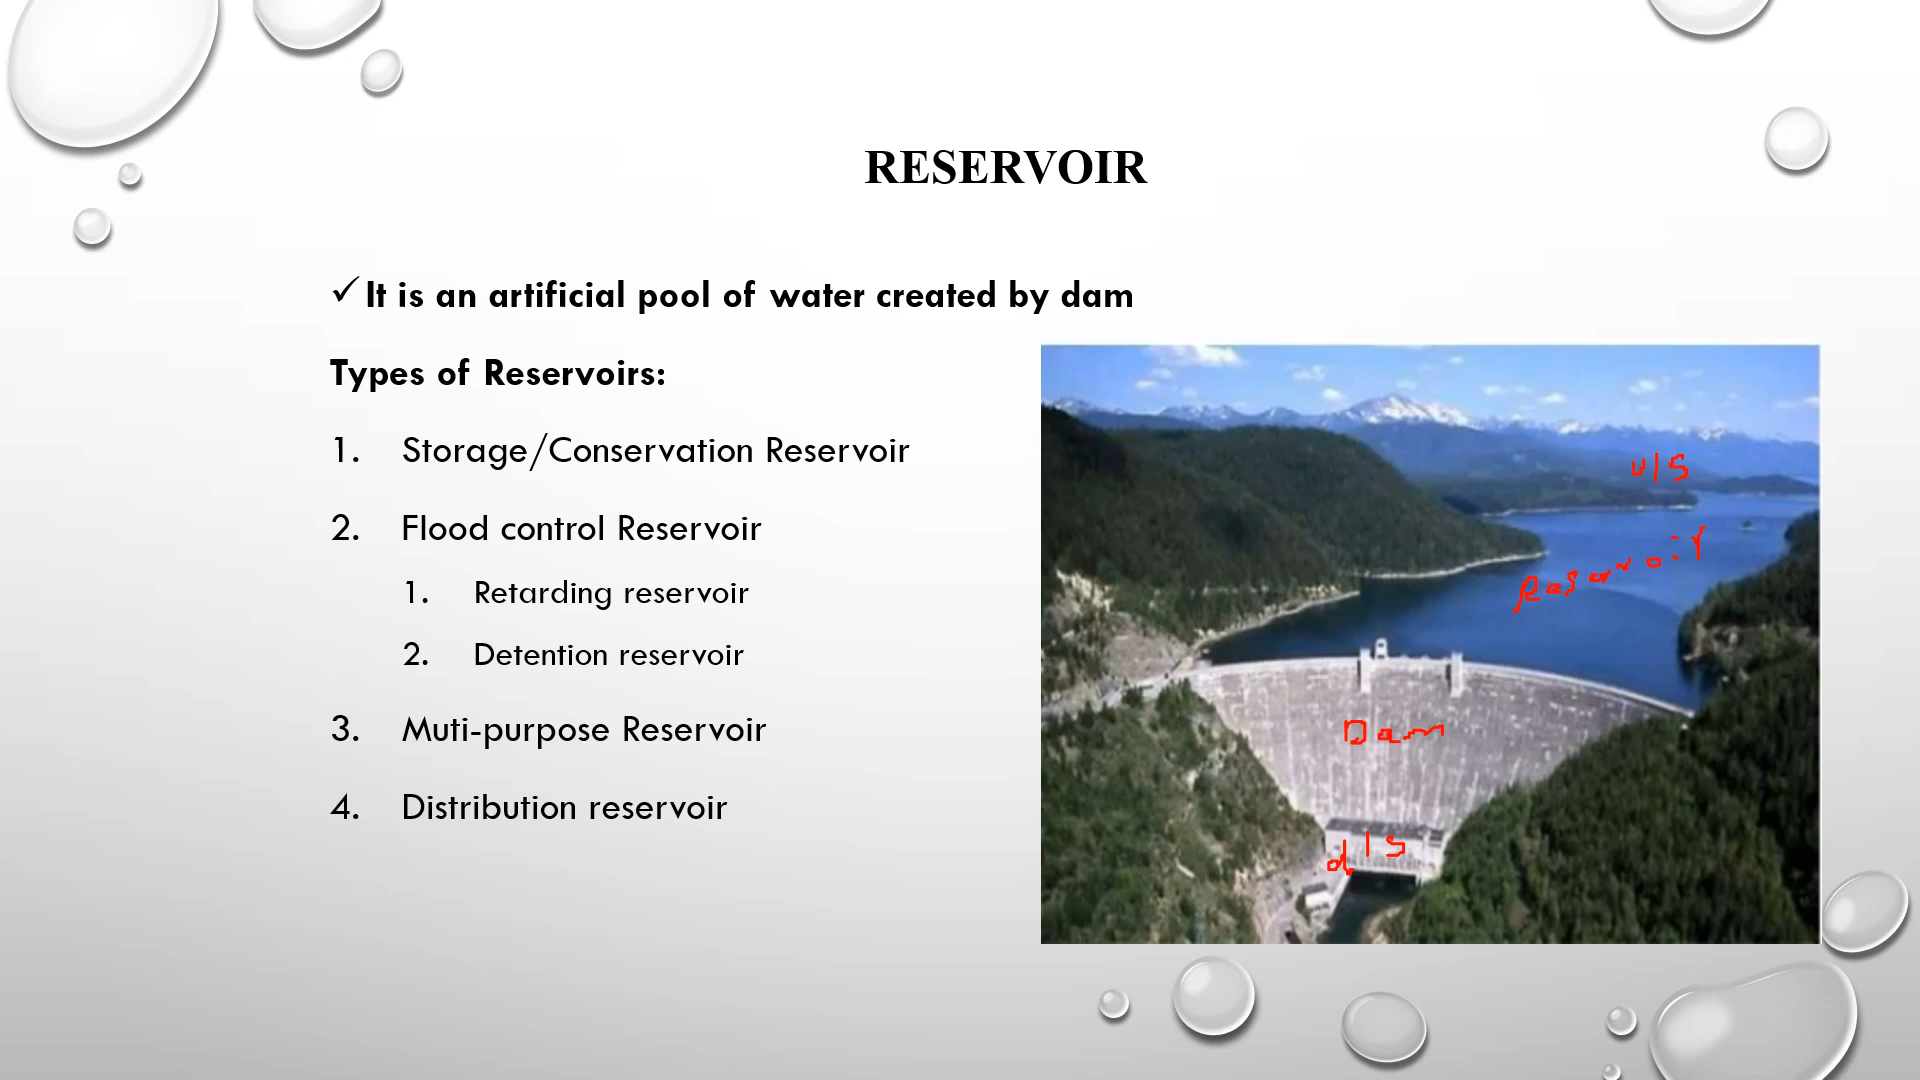 RESERVOIR
✓ It is an artificial pool of water created by dam
Types of Reservoirs:
1. Storage/Conservation Reservoir
2. Flood control Reservoir
1. Retarding reservoir
2. Detention reservoir
3. Muti-purpose Reservoir
4. Distribution reservoir
u/s
Reservoir
Dam
d/s